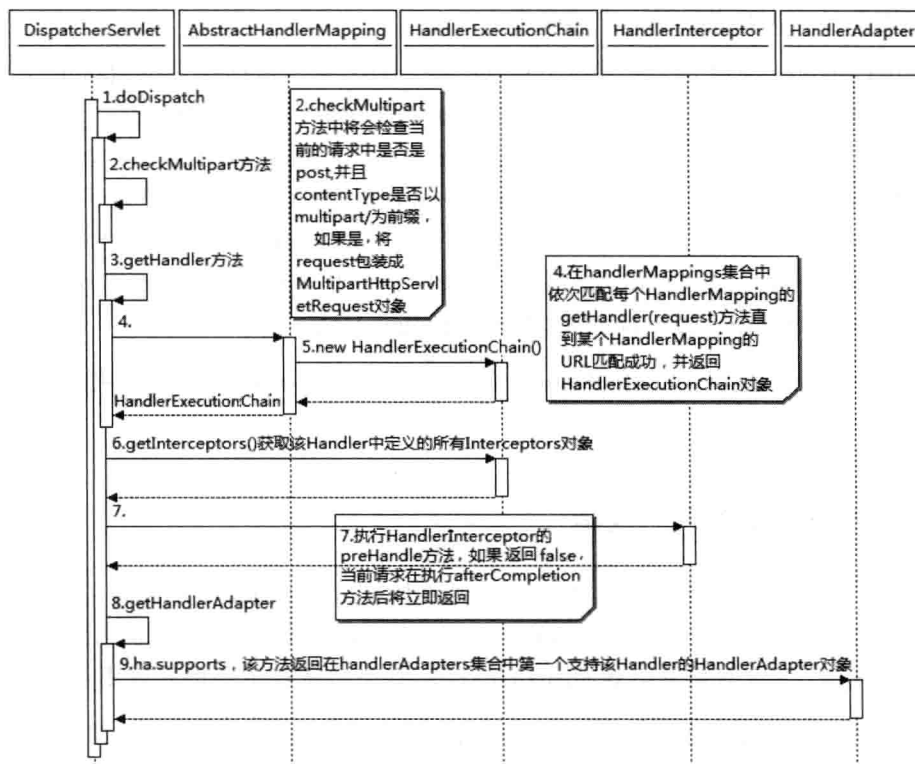 DispatcherServlet
AbstractHandlerMapping
HandlerExecutionChain
HandlerInterceptor
HandlerAdapter
1.doDispatch
2.checkMultipart
方法中将会检查当
前的请求中是否是
post,并且
contentType是否以
multipart/为前缀，
如果是，将
request包装成
MultipartHttpServl
etRequest对象
2.checkMultipart方法
3.getHandler方法
4.在handlerMappings集合中
依次匹配每个HandlerMapping的
getHandler(request)方法直
到某个HandlerMapping的
URL匹配成功，并返回
HandlerExecutionChain对象
4.
5.new HandlerExecutionChain()
HandlerExecutionChain
6.getInterceptors()获取该Handler中定义的所有Interceptors对象
7.
7.执行HandlerInterceptor的
preHandle方法，如果返回false，
当前请求在执行afterCompletion
方法后将立即返回
8.getHandlerAdapter
9.ha.supports，该方法返回在handlerAdapters集合中第一个支持该Handler的HandlerAdapter对象